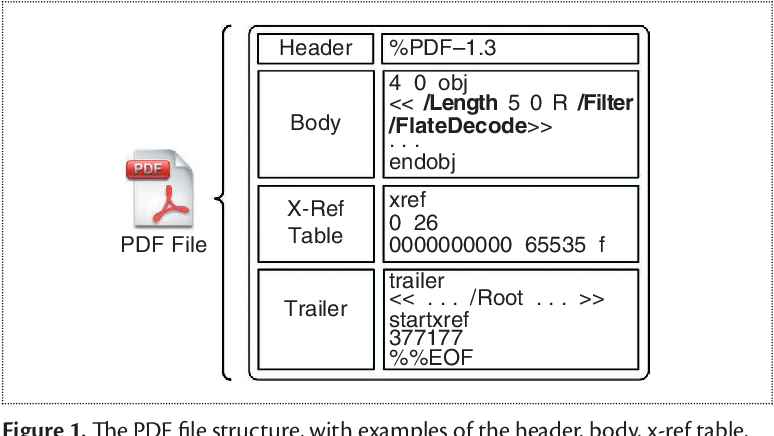 Header
%PDF–1.3
Body
4 0 obj
<< /Length 5 0 R /Filter
/FlateDecode>>
. . .
endobj
PDF
PDF File
X-Ref
Table
xref
0 26
0000000000 65535 f
Trailer
trailer
<< . . . /Root . . . >>
startxref
377177
%%EOF
Figure 1. The PDF file structure, with examples of the header, body, x-ref table,